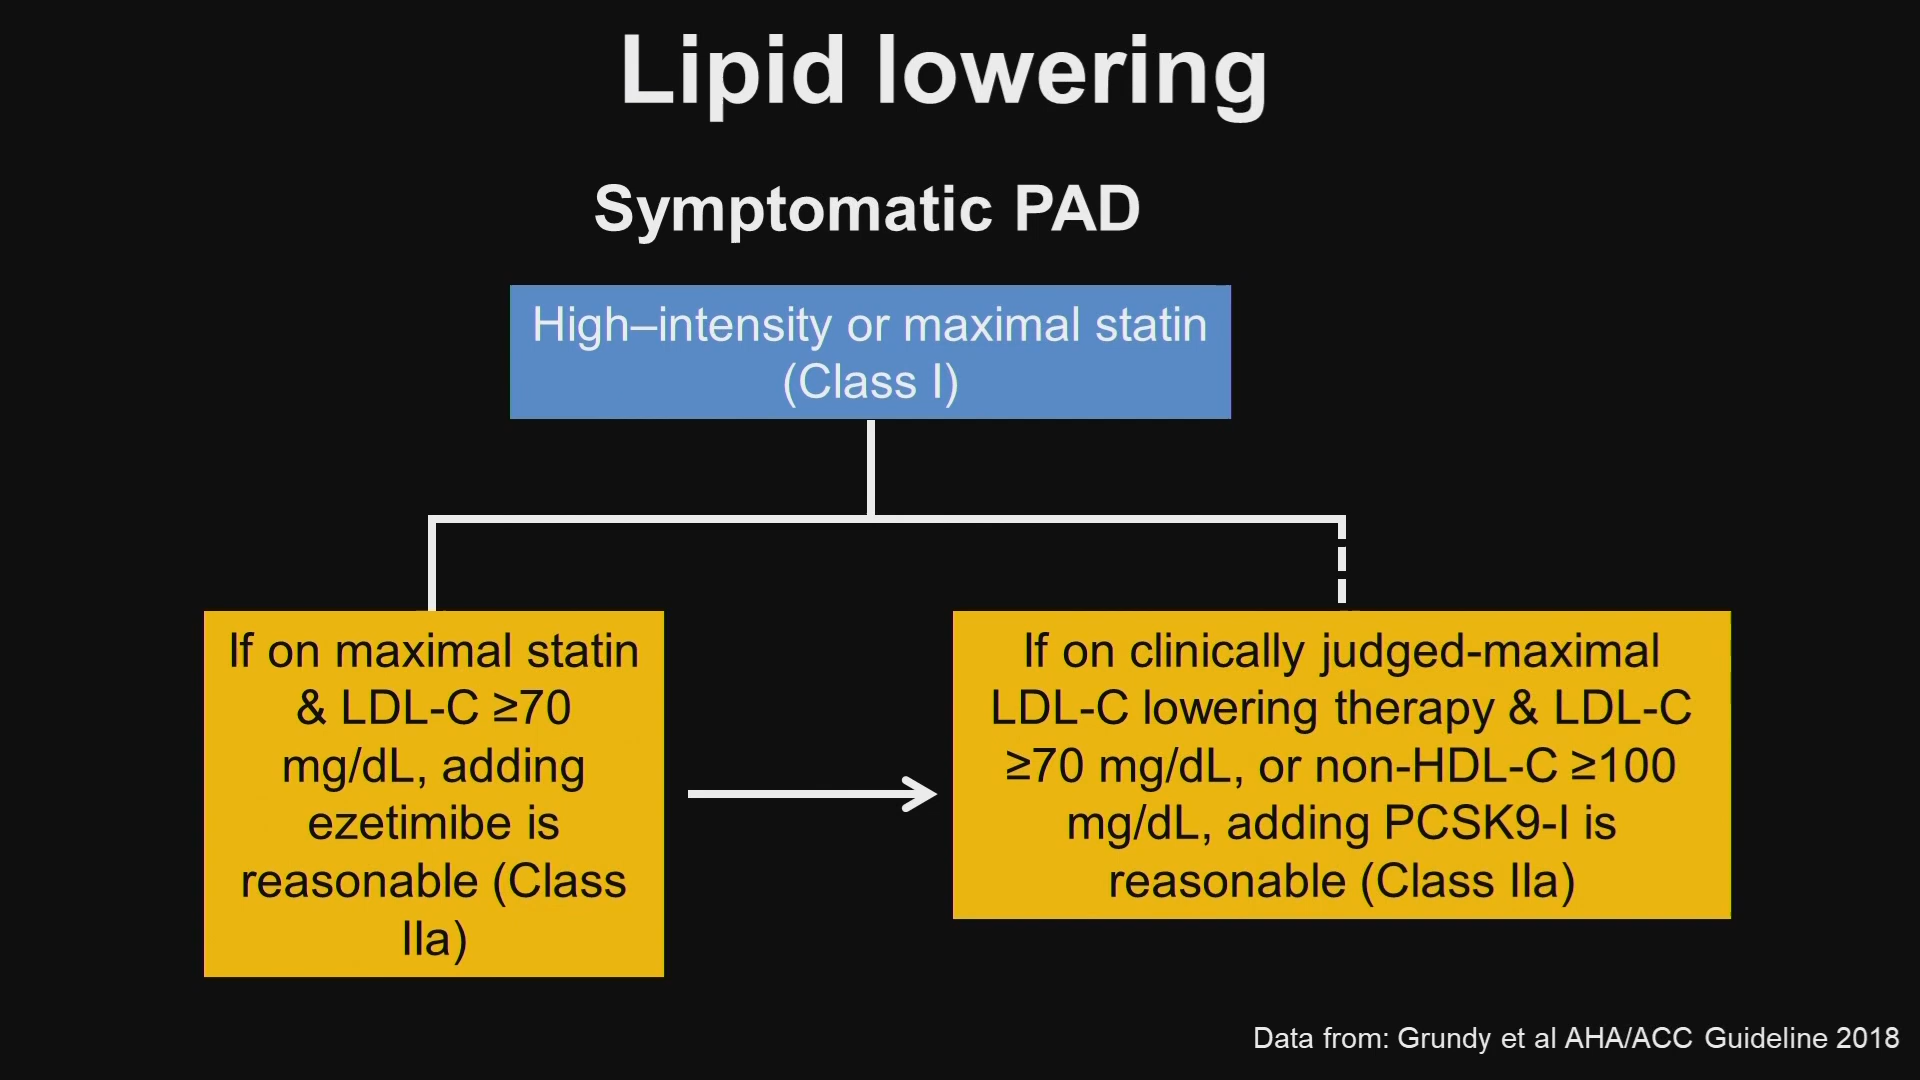 Lipid lowering
Symptomatic PAD
High–intensity or maximal statin
(Class I)
If on maximal statin
& LDL-C ≥70
mg/dL, adding
ezetimibe is
reasonable (Class
IIa)
If on clinically judged-maximal
LDL-C lowering therapy & LDL-C
≥70 mg/dL, or non-HDL-C ≥100
mg/dL, adding PCSK9-I is
reasonable (Class IIa)
Data from: Grundy et al AHA/ACC Guideline 2018